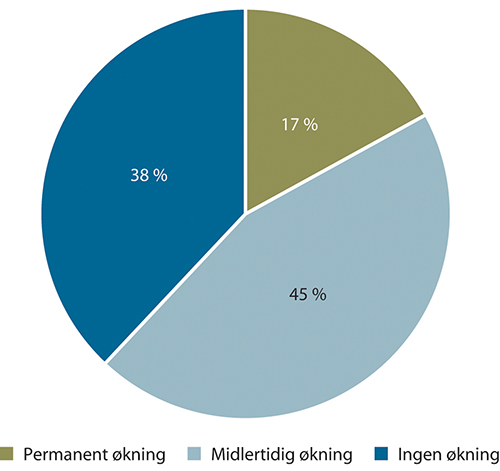 17 %
38 %
45 %
Permanent økning Midlertidig økning Ingen økning